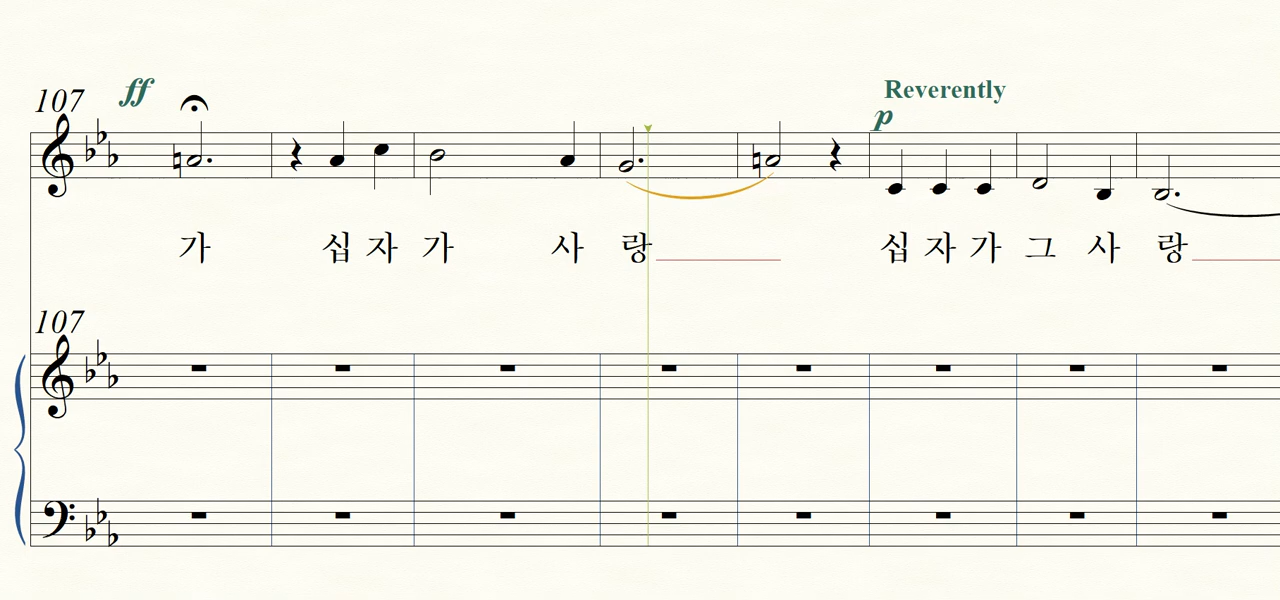 107
ff
Reverently
p
가 십 자 가 사 랑 십 자 가 그 사 랑
107